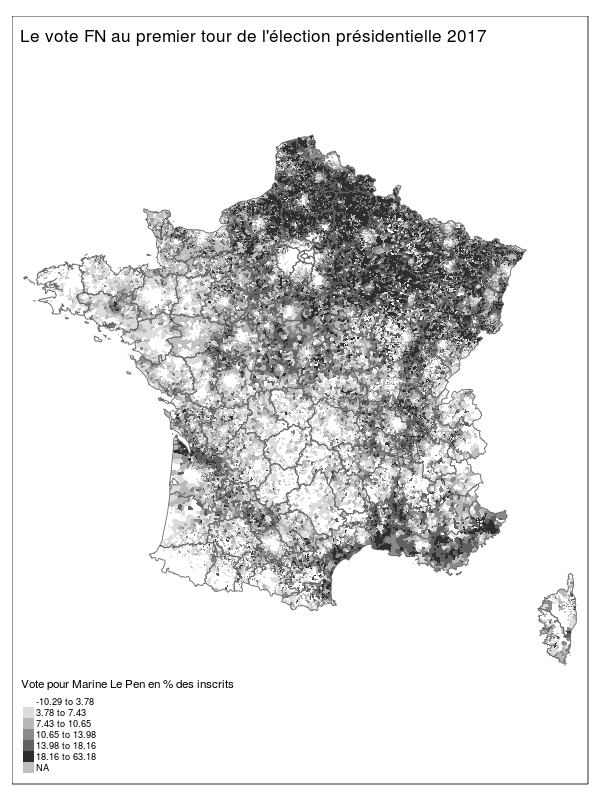 Le vote FN au premier tour de l'élection présidentielle 2017
Vote pour Marine Le Pen en % des inscrits
-10.29 to 3.78
3.78 to 7.43
7.43 to 10.65
10.65 to 13.98
13.98 to 18.16
18.16 to 63.18
NA